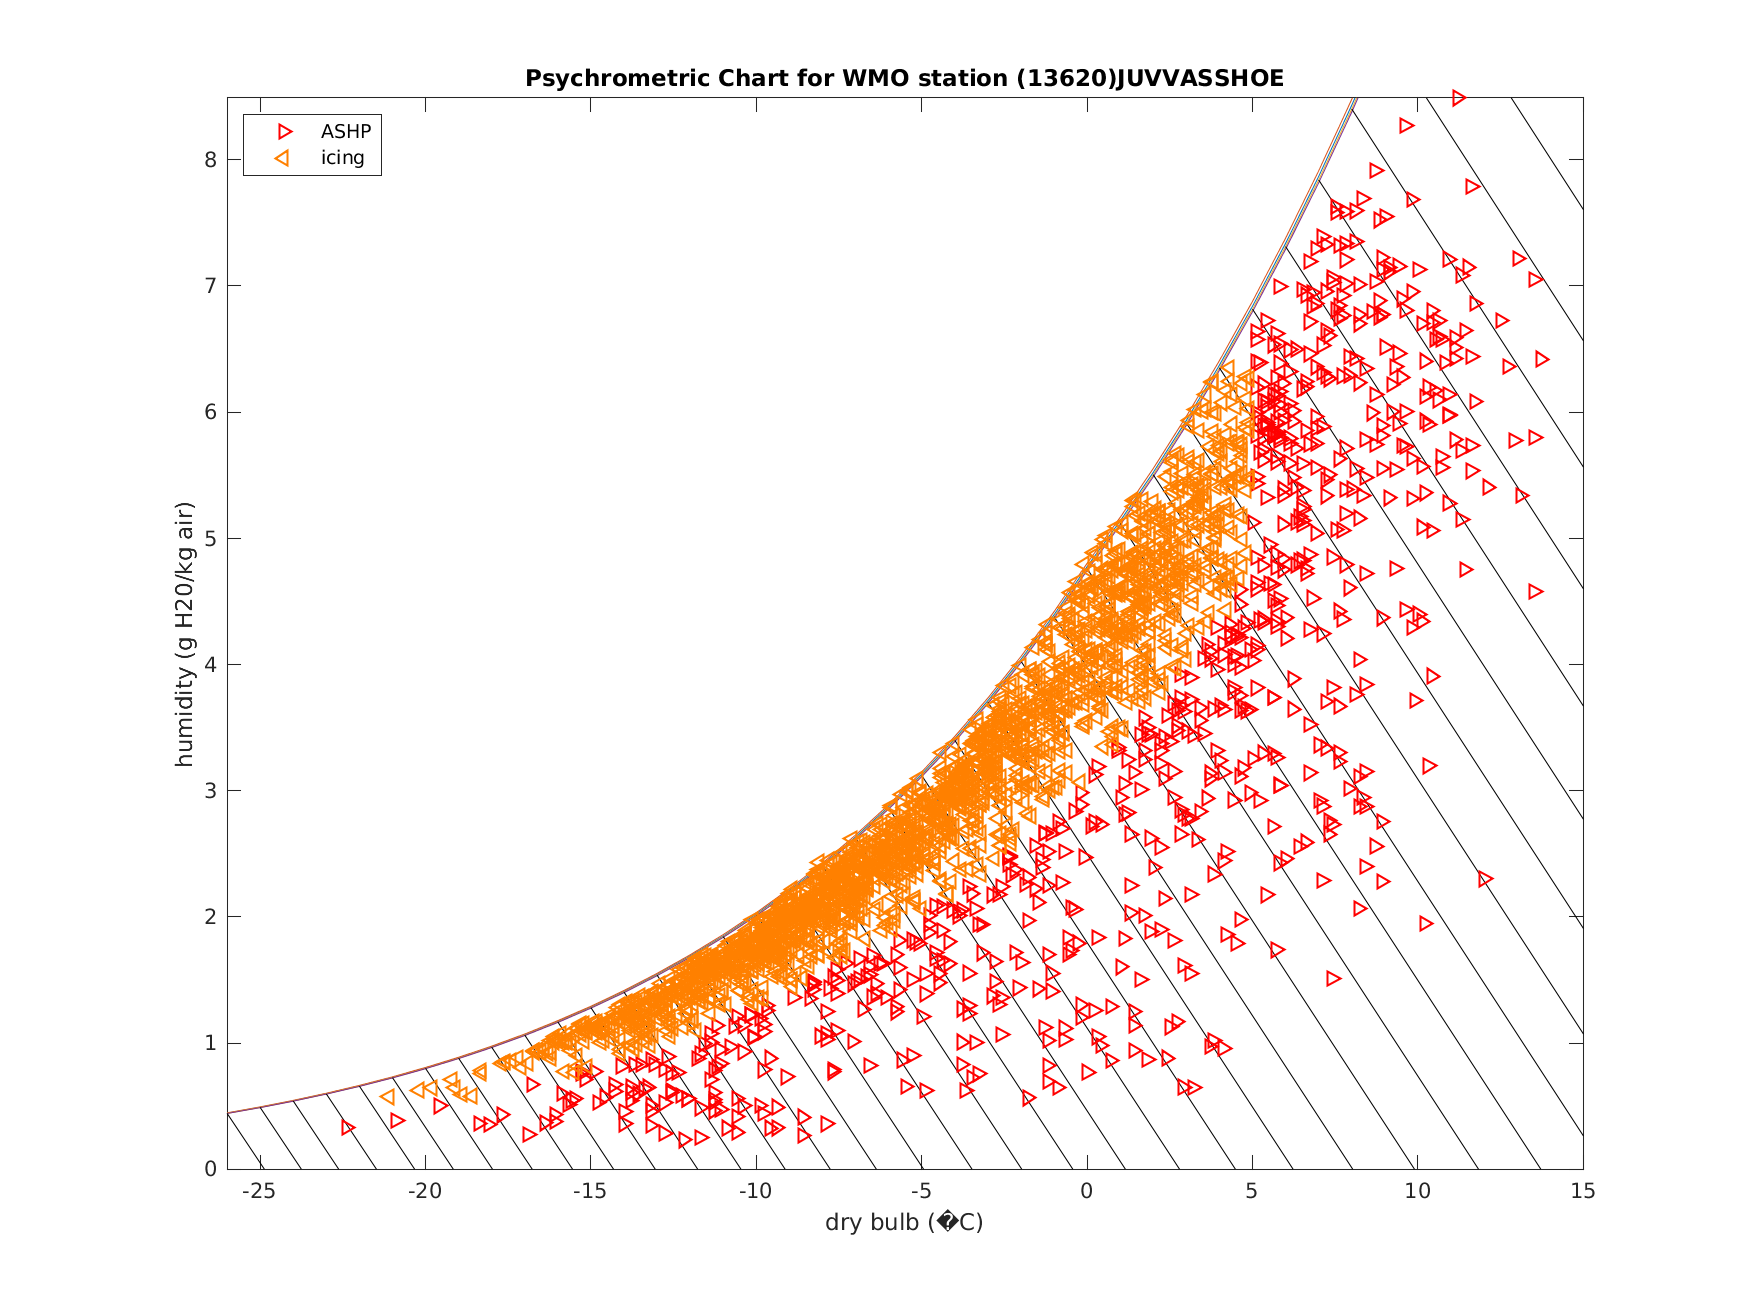 Psychrometric Chart for WMO station (13620)JUVVASSHOE
ASHP
icing
8
7
6
5
4
3
2
1
0
humidity (g H20/kg air)
-25 -20 -15 -10 -5 0 5 10 15
dry bulb (�C)